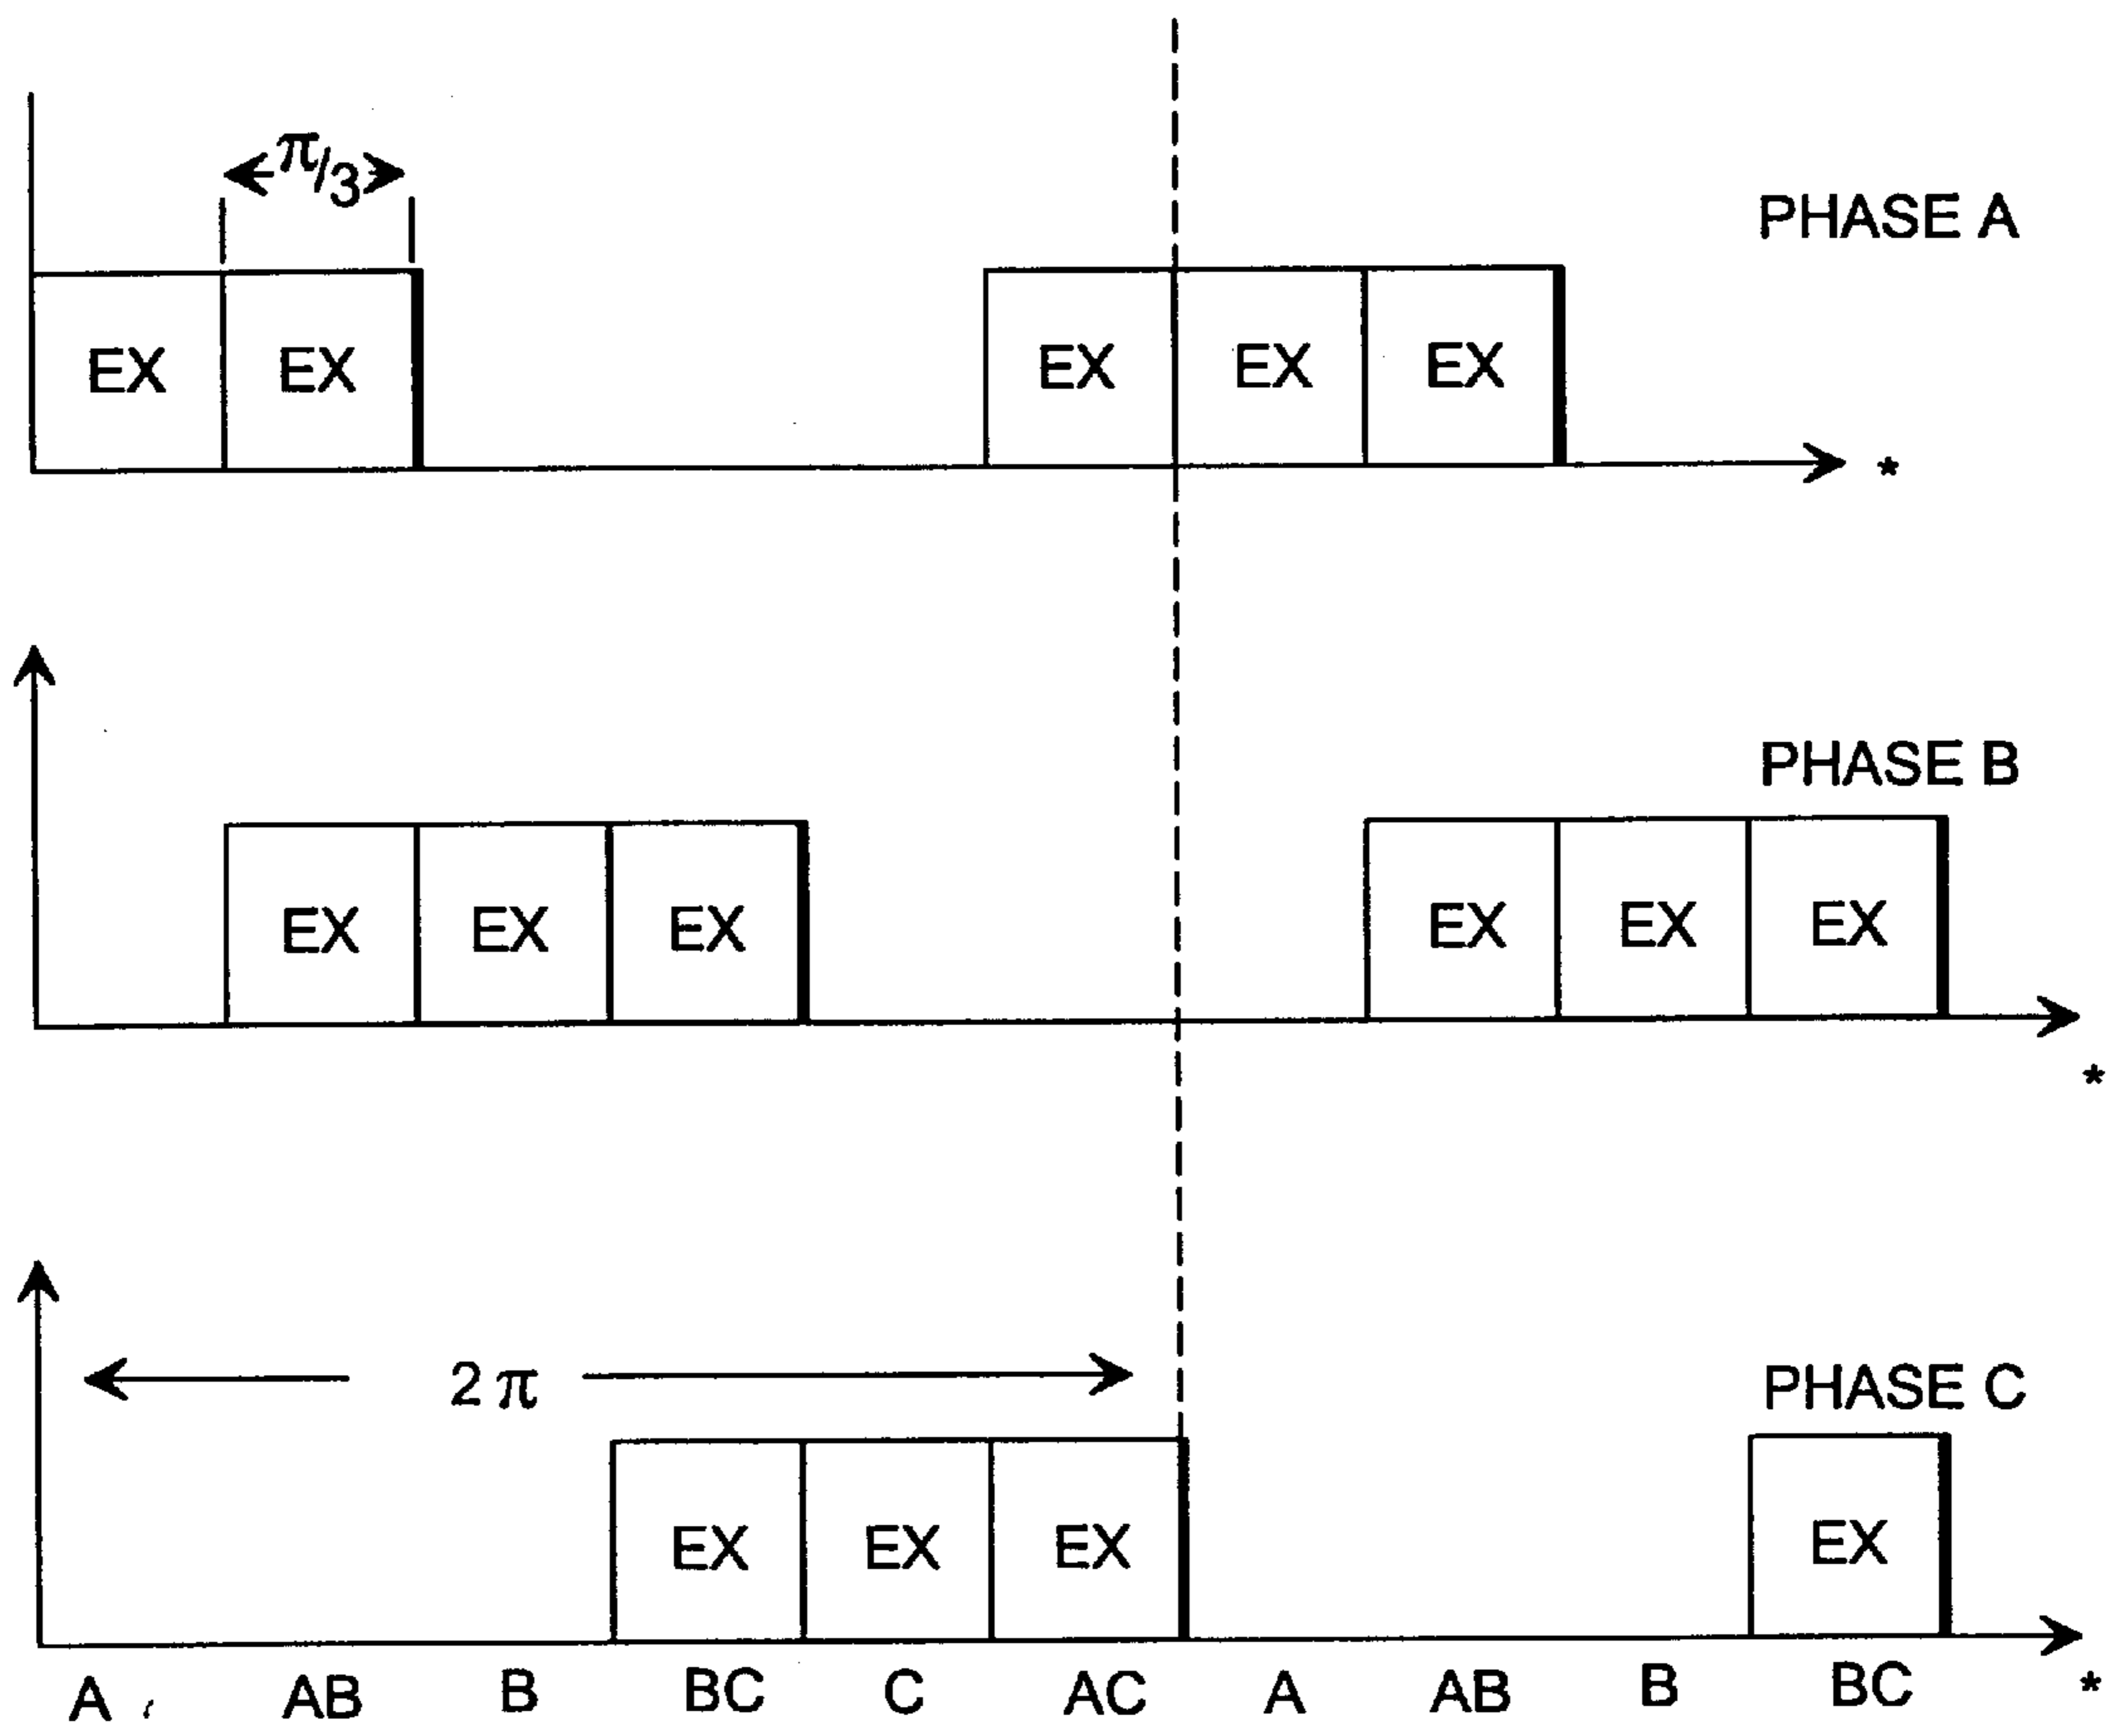 π/3
PHASE A
EX EX EX EX EX
*
PHASE B
EX EX EX EX EX EX
*
2 π
PHASE C
EX EX EX EX
A AB B BC C AC A AB B BC *